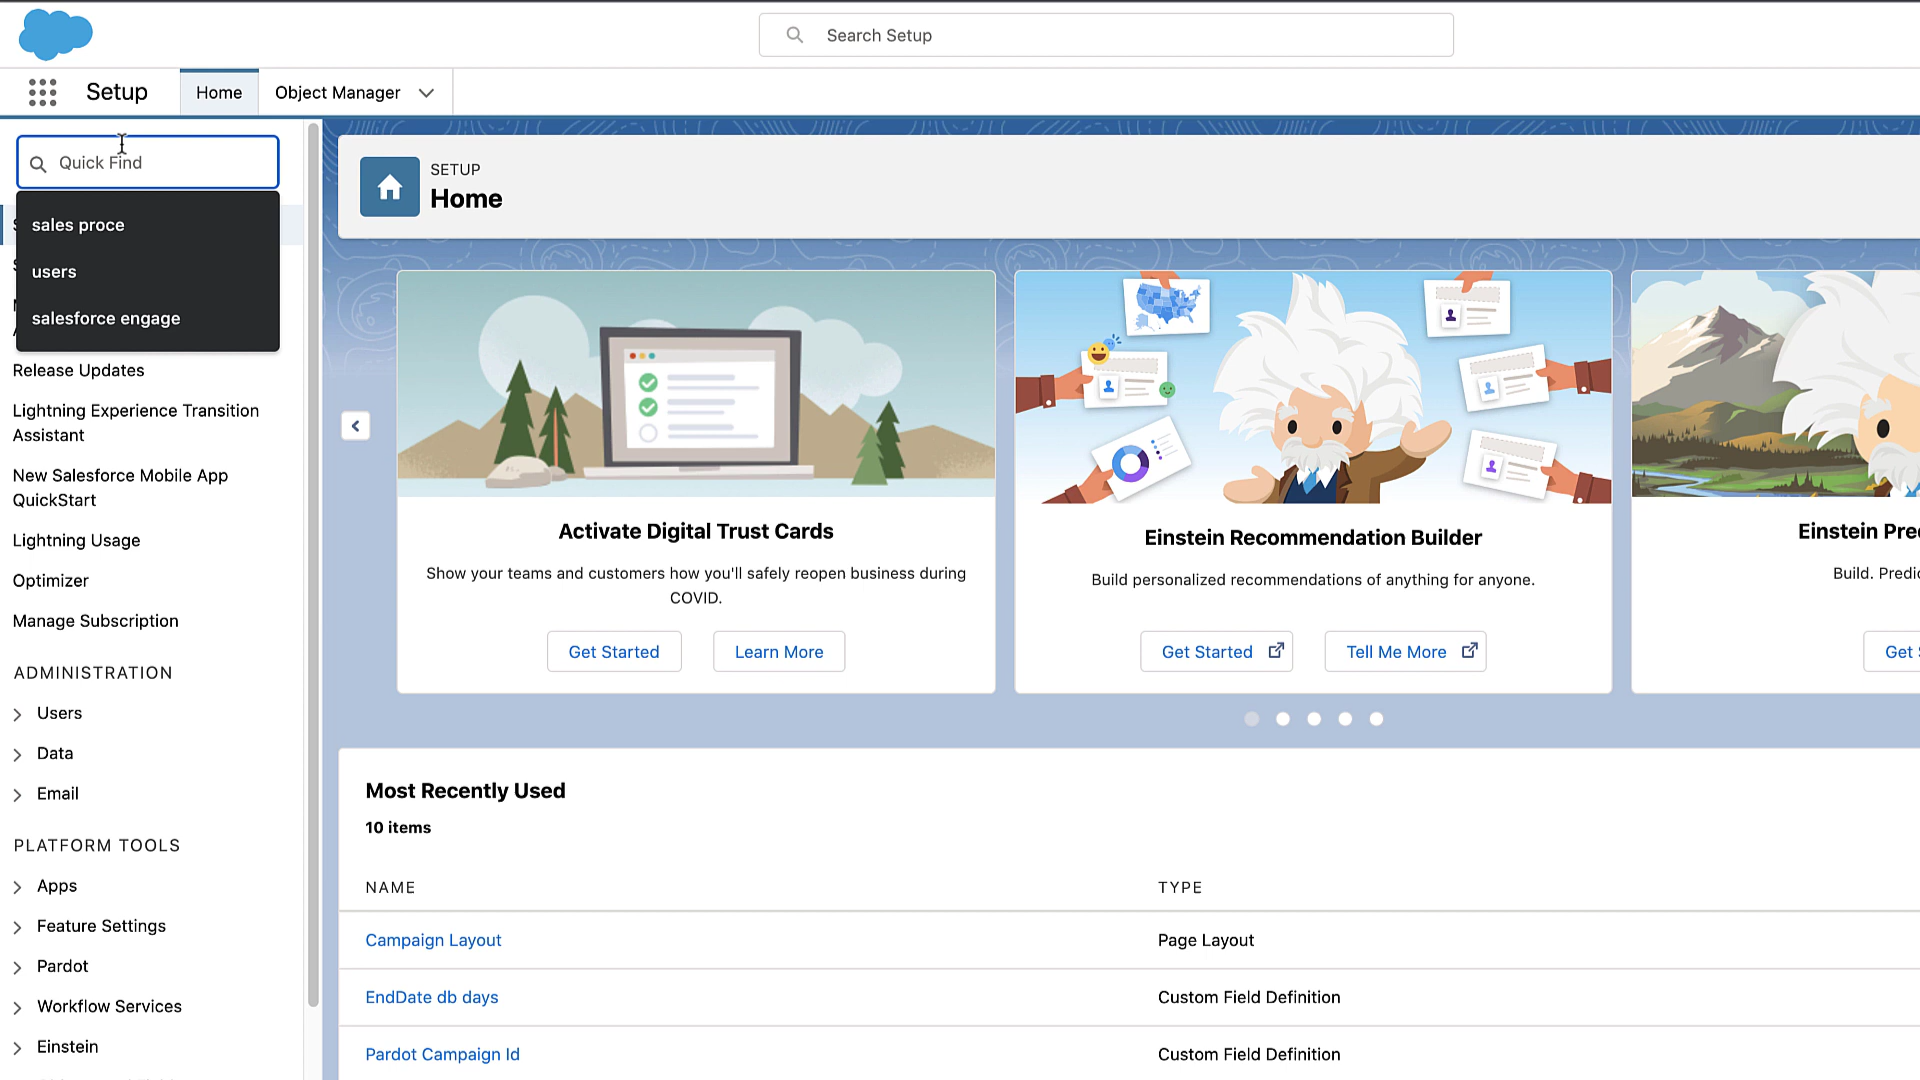 Search Setup
Setup
Home
Object Manager
Quick Find
sales proce
users
salesforce engage
Release Updates
Lightning Experience Transition
Assistant
New Salesforce Mobile App
QuickStart
Lightning Usage
Optimizer
Manage Subscription
ADMINISTRATION
Users
Data
Email
PLATFORM TOOLS
Apps
Feature Settings
Pardot
Workflow Services
Einstein
SETUP
Home
Activate Digital Trust Cards
Show your teams and customers how you'll safely reopen business during
COVID.
Get Started
Learn More
Einstein Recommendation Builder
Build personalized recommendations of anything for anyone.
Get Started
Tell Me More
Einstein Pre
Build. Predi
Get
Most Recently Used
10 items
NAME
TYPE
Campaign Layout
Page Layout
EndDate db days
Custom Field Definition
Pardot Campaign Id
Custom Field Definition